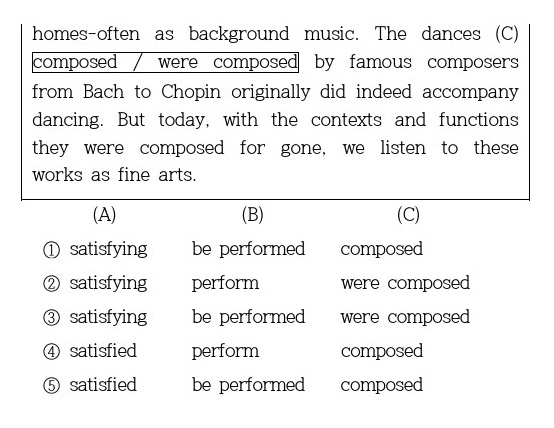 homes-often as background music. The dances (C)
composed / were composed by famous composers
from Bach to Chopin originally did indeed accompany
dancing. But today, with the contexts and functions
they were composed for gone, we listen to these
works as fine arts.
(A) (B) (C)
① satisfying be performed composed
② satisfying perform were composed
③ satisfying be performed were composed
④ satisfied perform composed
⑤ satisfied be performed composed